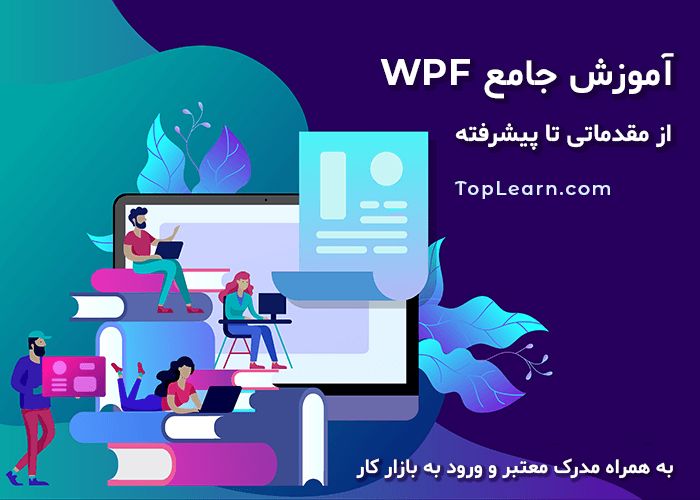 آموزش جامع WPF
از مقدماتی تا پیشرفته
TopLearn.com
به همراه مدرک معتبر و ورود به بازار کار